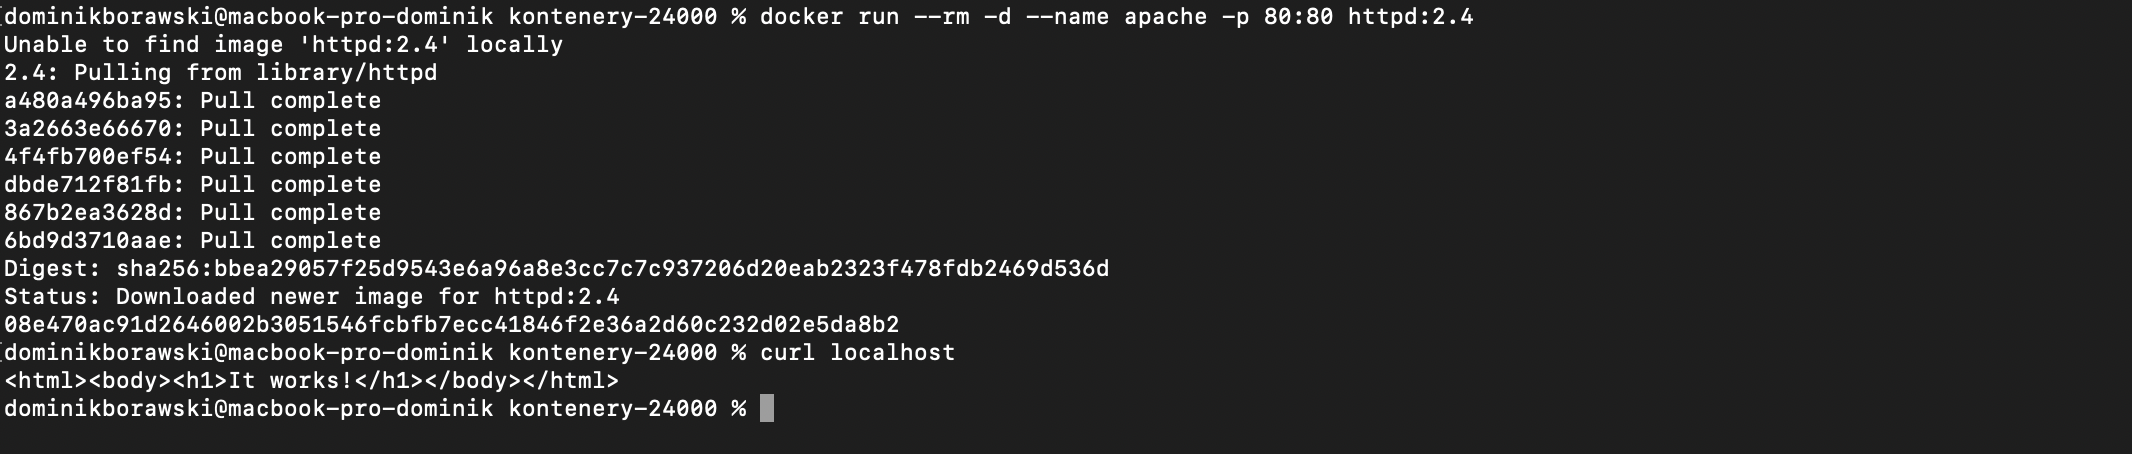 dominikborawski@macbook-pro-dominik kontenery-24000 % docker run --rm -d --name apache -p 80:80 httpd:2.4
Unable to find image 'httpd:2.4' locally
2.4: Pulling from library/httpd
a480a496ba95: Pull complete
3a2663e66670: Pull complete
4f4fb700ef54: Pull complete
dbde712f81fb: Pull complete
867b2ea3628d: Pull complete
6bd9d3710aae: Pull complete
Digest: sha256:bbea29057f25d9543e6a96a8e3cc7c7c937206d20eab2323f478fdb2469d536d
Status: Downloaded newer image for httpd:2.4
08e470ac91d2646002b3051546fcbfb7ecc41846f2e36a2d60c232d02e5da8b2
dominikborawski@macbook-pro-dominik kontenery-24000 % curl localhost
<html><body><h1>It works!</h1></body></html>
dominikborawski@macbook-pro-dominik kontenery-24000 %